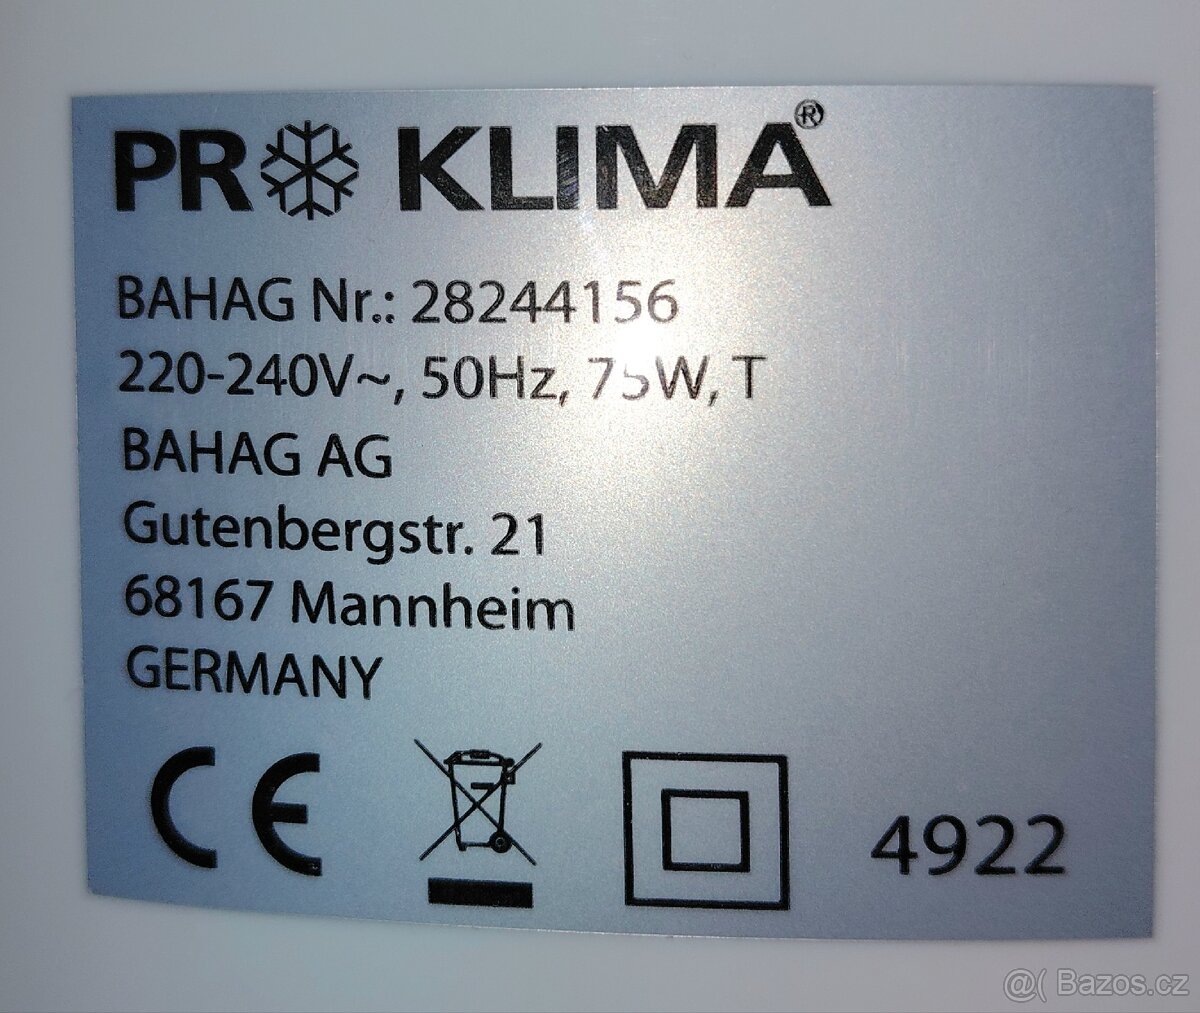 PRO KLIMA®
BAHAG Nr.: 28244156
220-240V~, 50Hz, 75W, T
BAHAG AG
Gutenbergstr. 21
68167 Mannheim
GERMANY
CE
4922
@( Bazos.cz